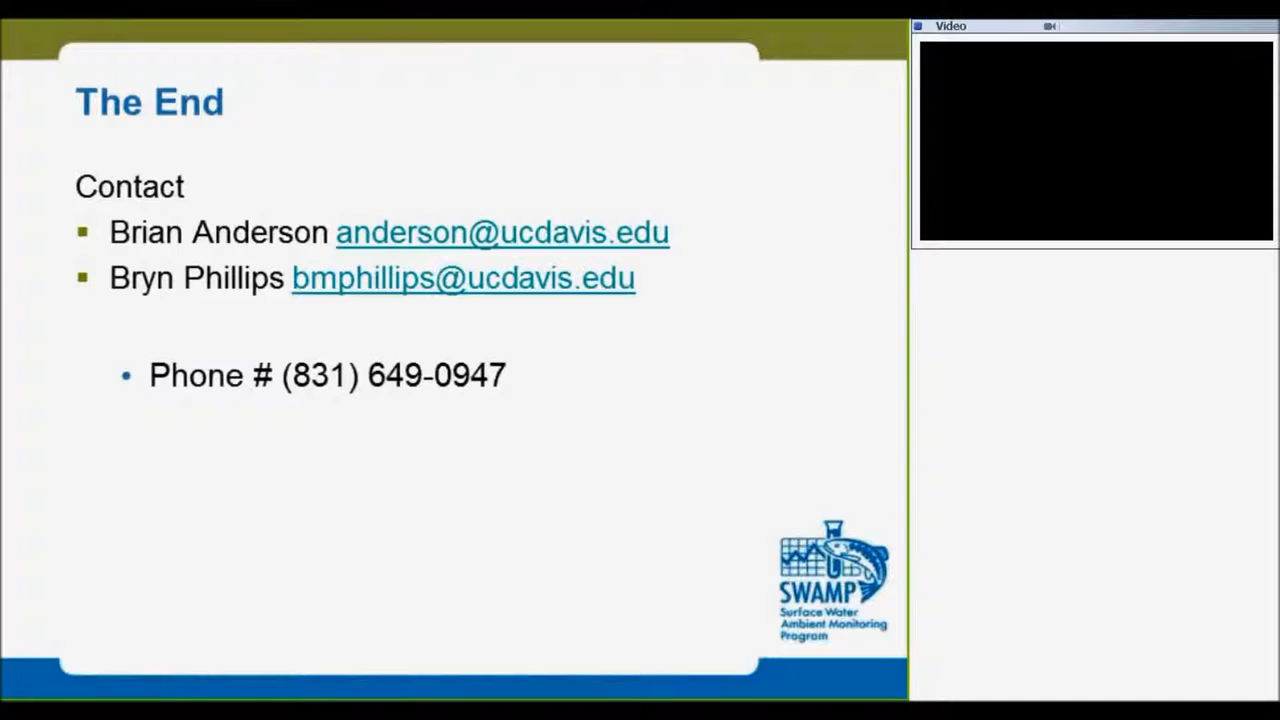 The End
Contact
Brian Anderson anderson@ucdavis.edu
Bryn Phillips bmphillips@ucdavis.edu
Phone # (831) 649-0947
SWAMP
Surface Water
Ambient Monitoring
Program
Video